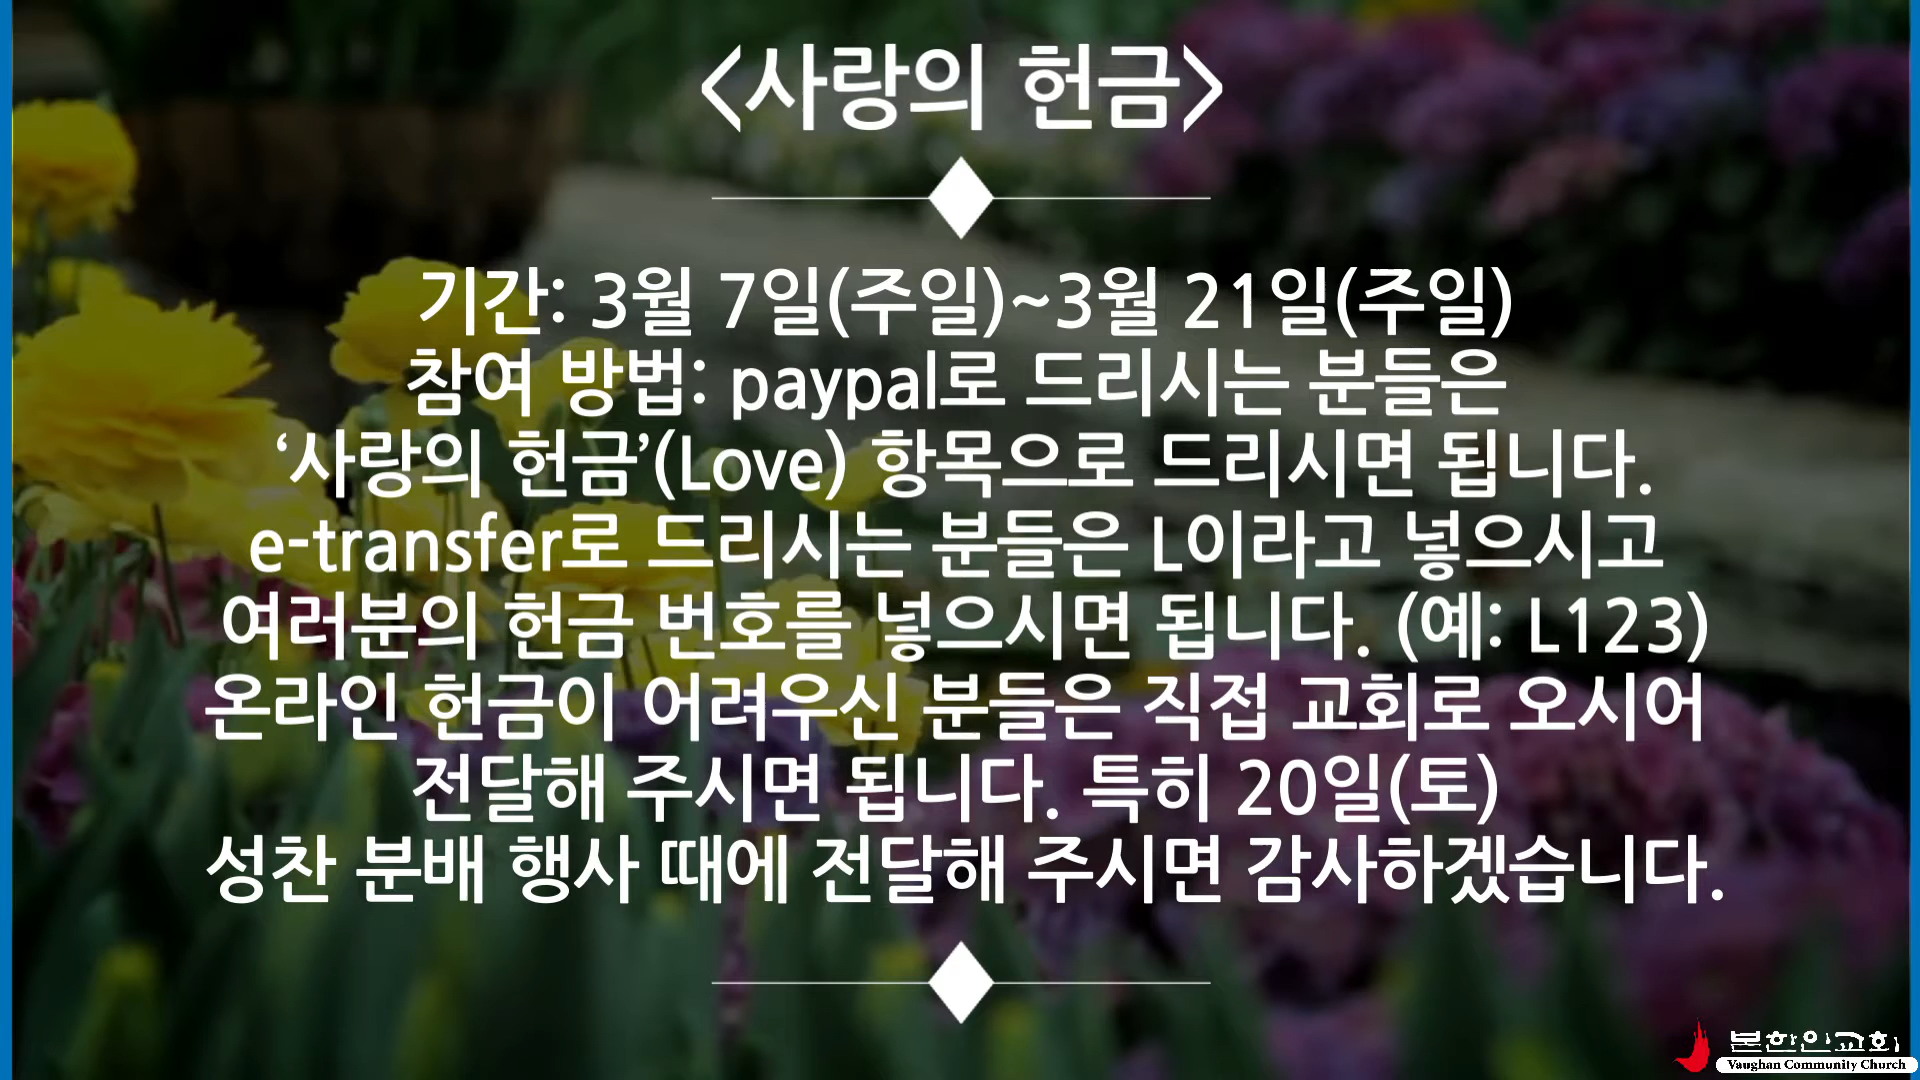 <사랑의 헌금>
기간: 3월 7일(주일)~3월 21일(주일)
참여 방법: paypal로 드리시는 분들은
‘사랑의 헌금’(Love) 항목으로 드리시면 됩니다.
e-transfer로 드리시는 분들은 L이라고 넣으시고
여러분의 헌금 번호를 넣으시면 됩니다. (예: L123)
온라인 헌금이 어려우신 분들은 직접 교회로 오시어
전달해 주시면 됩니다. 특히 20일(토)
성찬 분배 행사 때에 전달해 주시면 감사하겠습니다.
본한인교회
Vaughan Community Church